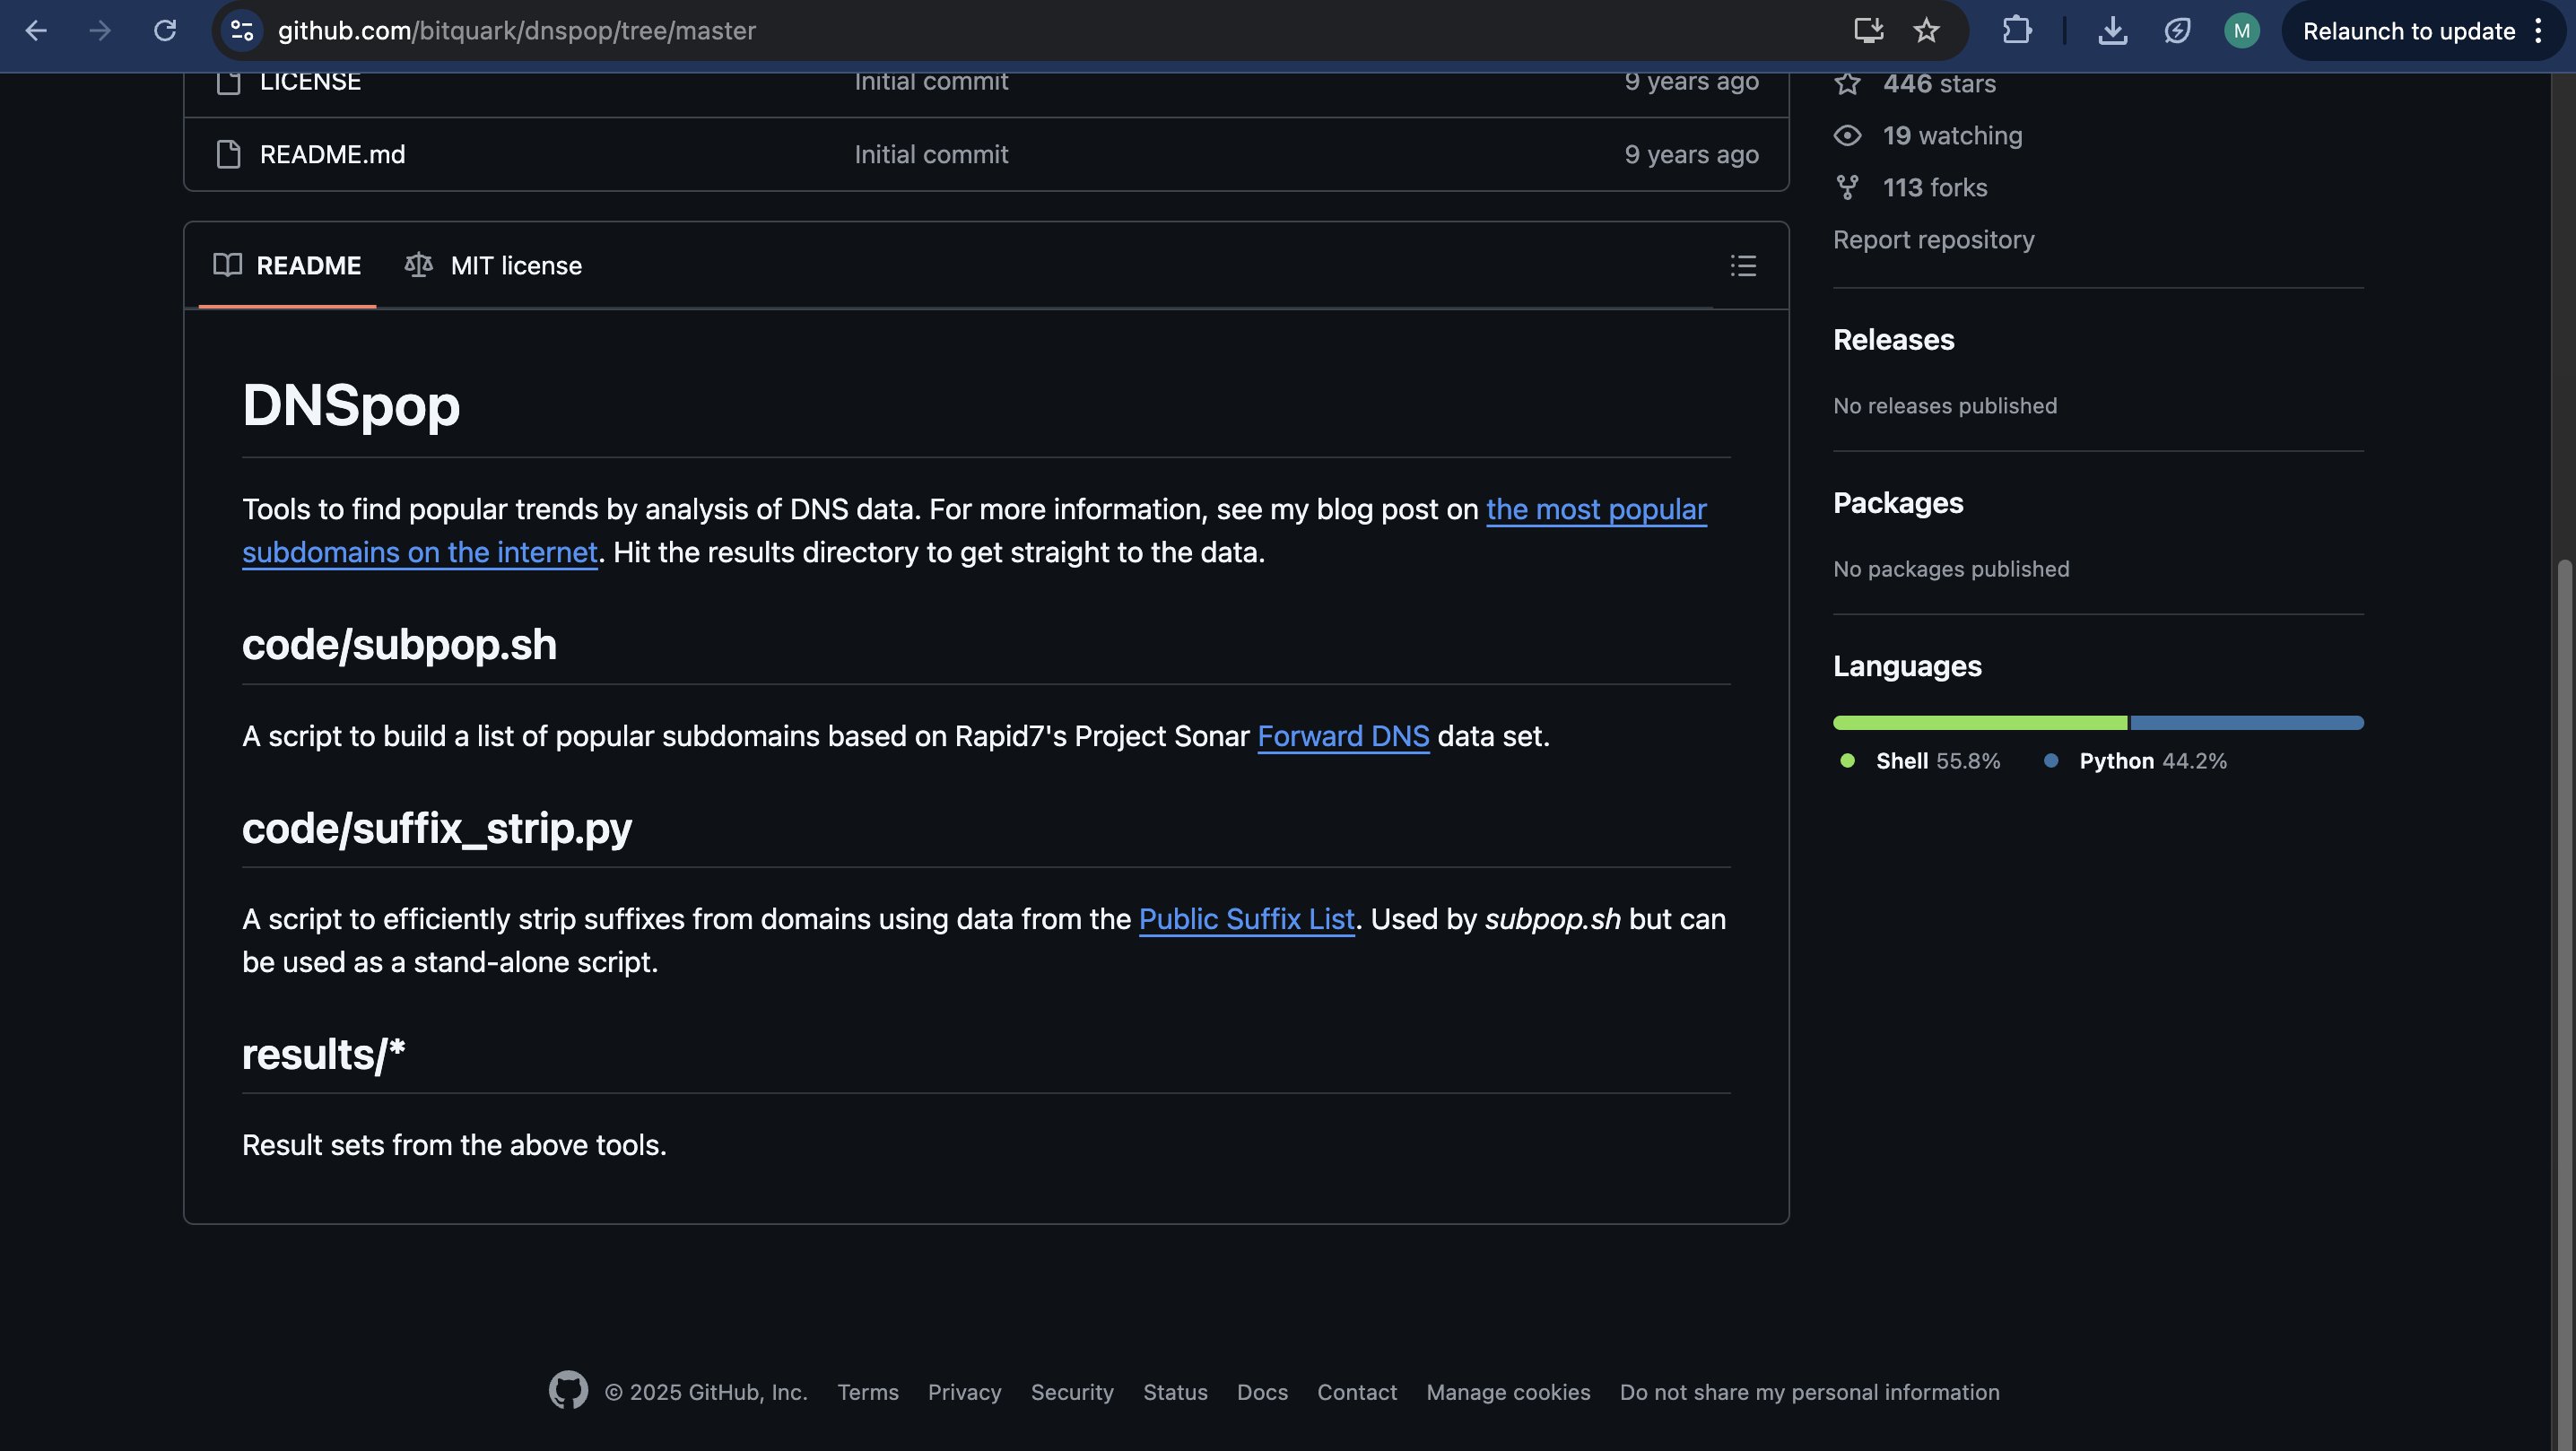 github.com/bitquark/dnspop/tree/master
M
Relaunch to update
LICENSE Initial commit 9 years ago
README.md Initial commit 9 years ago
README MIT license
DNSpop
Tools to find popular trends by analysis of DNS data. For more information, see my blog post on the most popular
subdomains on the internet. Hit the results directory to get straight to the data.
code/subpop.sh
A script to build a list of popular subdomains based on Rapid7's Project Sonar Forward DNS data set.
code/suffix_strip.py
A script to efficiently strip suffixes from domains using data from the Public Suffix List. Used by subpop.sh but can
be used as a stand-alone script.
results/*
Result sets from the above tools.
446 stars
19 watching
113 forks
Report repository
Releases
No releases published
Packages
No packages published
Languages
Shell 55.8% Python 44.2%
© 2025 GitHub, Inc. Terms Privacy Security Status Docs Contact Manage cookies Do not share my personal information